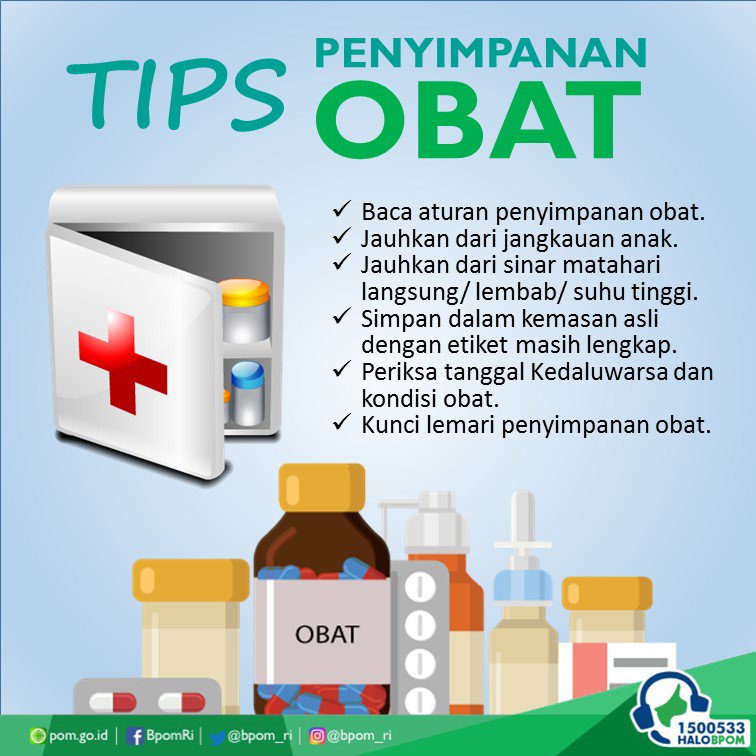 TIPS PENYIMPANAN
OBAT
✓ Baca aturan penyimpanan obat.
✓ Jauhkan dari jangkauan anak.
✓ Jauhkan dari sinar matahari
langsung/ lembab/ suhu tinggi.
✓ Simpan dalam kemasan asli
dengan etiket masih lengkap.
✓ Periksa tanggal Kedaluwarsa dan
kondisi obat.
✓ Kunci lemari penyimpanan obat.
OBAT
pom.go.id | BpomRi | @bpom_ri | @bpom_ri
1500533
HALOBPOM